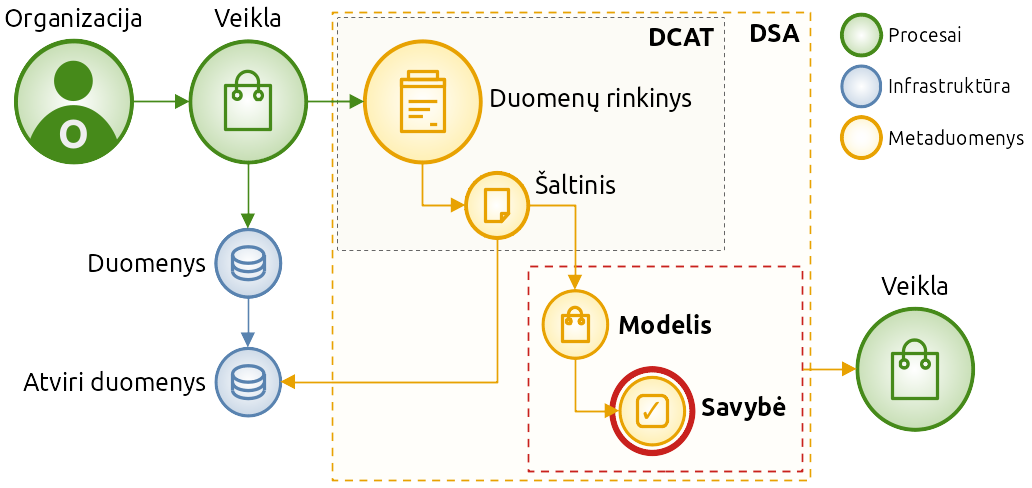 Organizacija
Veikla
DCAT
DSA
Procesai
Infrastruktūra
Metaduomenys
Duomenų rinkinys
O
Šaltinis
Duomenys
Modelis
Veikla
Atviri duomenys
Savybė